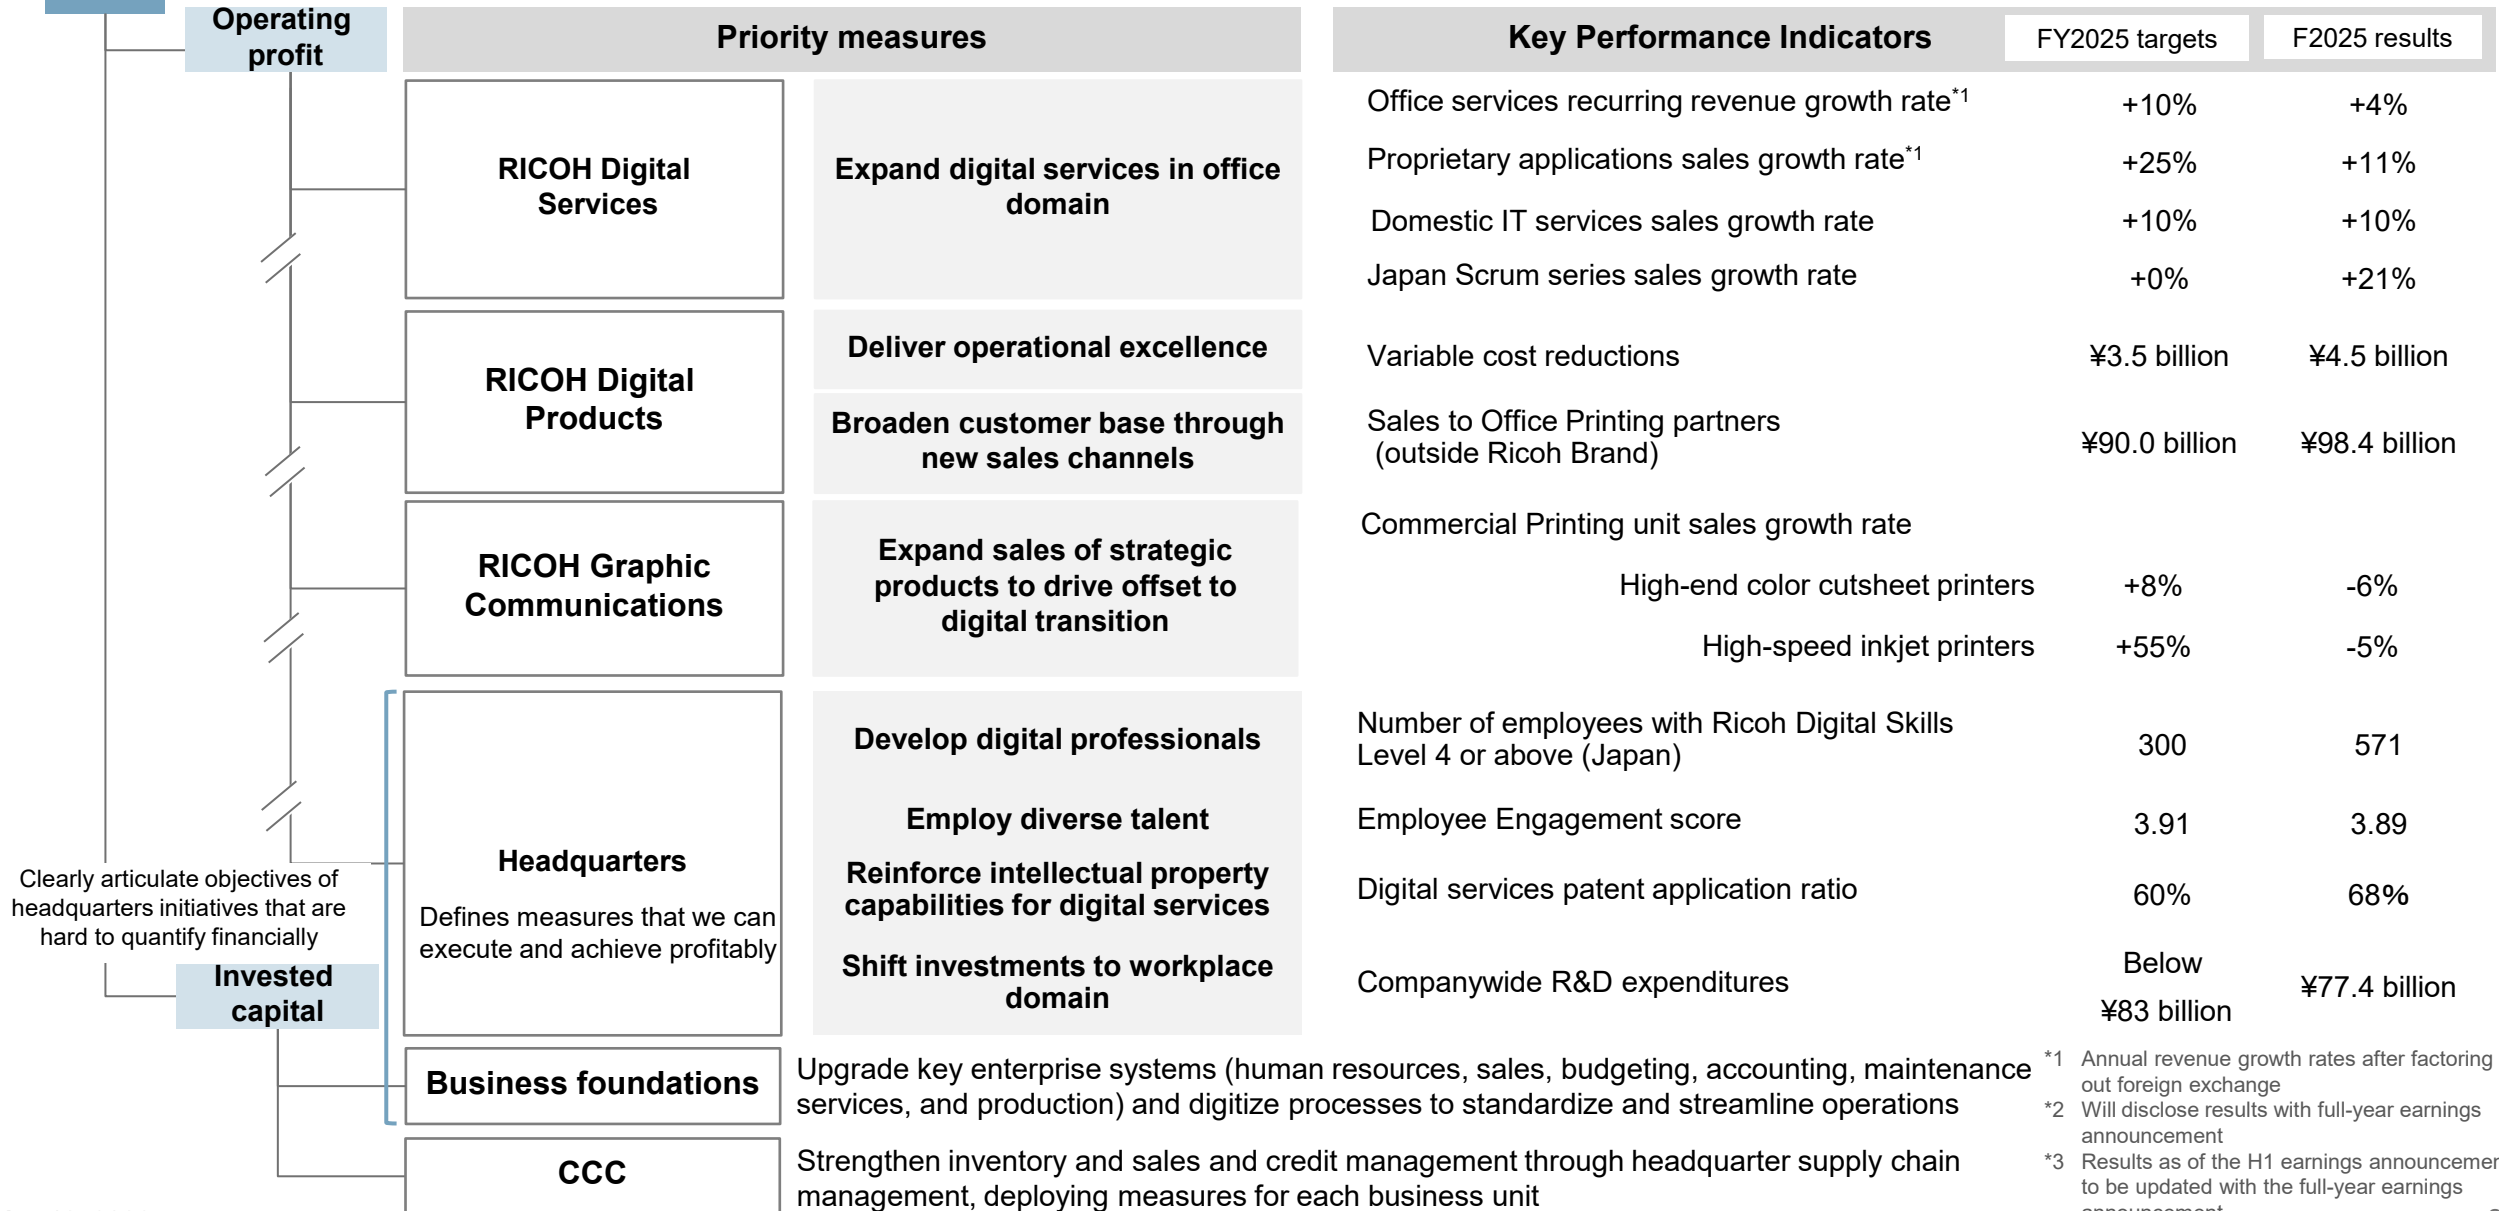 Operating
profit
Priority measures
Key Performance Indicators
FY2025 targets
F2025 results
RICOH Digital
Services
Expand digital services in office
domain
Office services recurring revenue growth rate*1
+10%
+4%
Proprietary applications sales growth rate*1
+25%
+11%
Domestic IT services sales growth rate
+10%
+10%
Japan Scrum series sales growth rate
+0%
+21%
RICOH Digital
Products
Deliver operational excellence
Variable cost reductions
¥3.5 billion
¥4.5 billion
Broaden customer base through
new sales channels
Sales to Office Printing partners
(outside Ricoh Brand)
¥90.0 billion
¥98.4 billion
RICOH Graphic
Communications
Expand sales of strategic
products to drive offset to
digital transition
Commercial Printing unit sales growth rate
High-end color cutsheet printers
+8%
-6%
High-speed inkjet printers
+55%
-5%
Headquarters
Defines measures that we can
execute and achieve profitably
Develop digital professionals
Number of employees with Ricoh Digital Skills
Level 4 or above (Japan)
300
571
Employ diverse talent
Employee Engagement score
3.91
3.89
Reinforce intellectual property
capabilities for digital services
Digital services patent application ratio
60%
68%
Shift investments to workplace
domain
Companywide R&D expenditures
Below
¥83 billion
¥77.4 billion
Clearly articulate objectives of
headquarters initiatives that are
hard to quantify financially
Invested
capital
Business foundations
Upgrade key enterprise systems (human resources, sales, budgeting, accounting, maintenance
services, and production) and digitize processes to standardize and streamline operations
CCC
Strengthen inventory and sales and credit management through headquarter supply chain
management, deploying measures for each business unit
*1 Annual revenue growth rates after factoring
out foreign exchange
*2 Will disclose results with full-year earnings
announcement
*3 Results as of the H1 earnings announcemen
to be updated with the full-year earnings